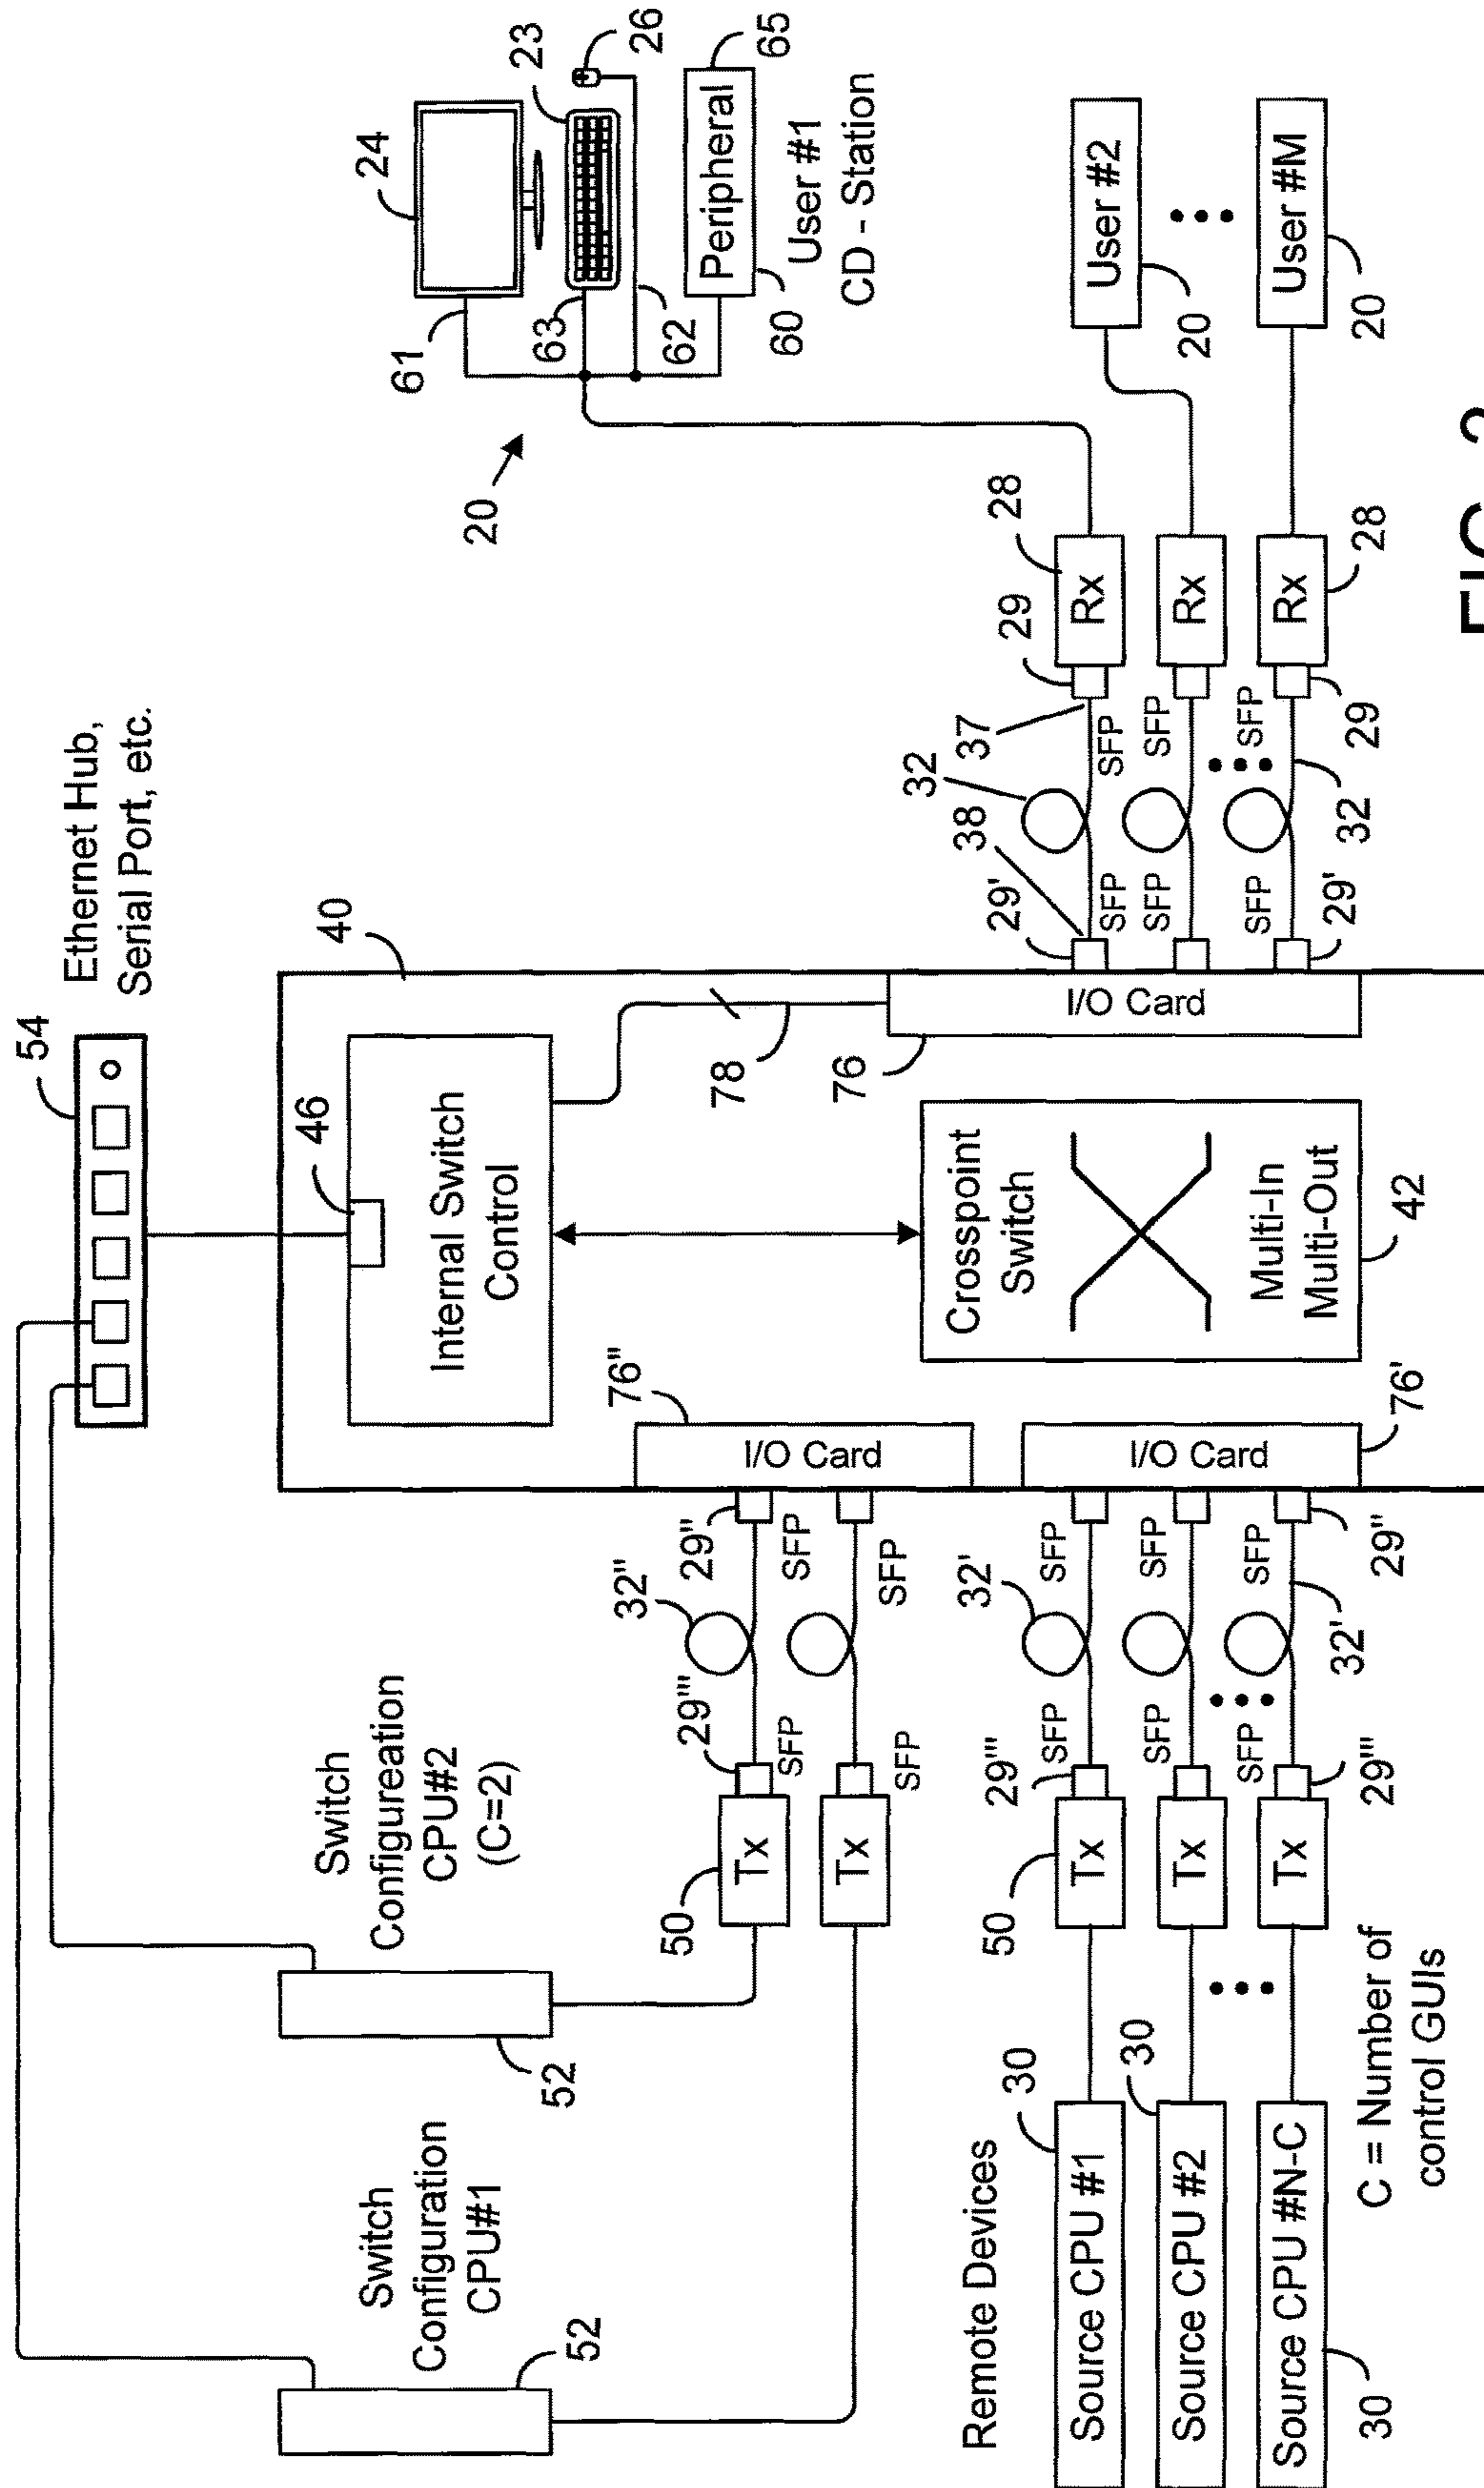 Ethernet Hub,
Serial Port, etc.
54
Switch
Configuration
CPU#1
52
Switch
Configureation
CPU#2
(C=2)
52
40
46
Internal Switch
Control
78
76
I/O Card
76"
I/O Card
76'
I/O Card
Crosspoint
Switch
Multi-In
Multi-Out
42
50
Tx
29'''
SFP
32"
29"
SFP
Tx
SFP
SFP
Remote Devices
30
Source CPU #1
50
Tx
29'''
SFP
32'
SFP
30
Source CPU #2
Tx
SFP
SFP
Source CPU #N-C
30
Tx
29'''
SFP
32'
SFP
29"
C = Number of
control GUIs
29'
SFP
38
32
37
SFP
29
28
Rx
SFP
SFP
Rx
29'
SFP
32
SFP
29
28
Rx
20
61
24
63
23
62
26
60
Peripheral
65
User #1
CD - Station
User #2
20
User #M
20
FIG. 2